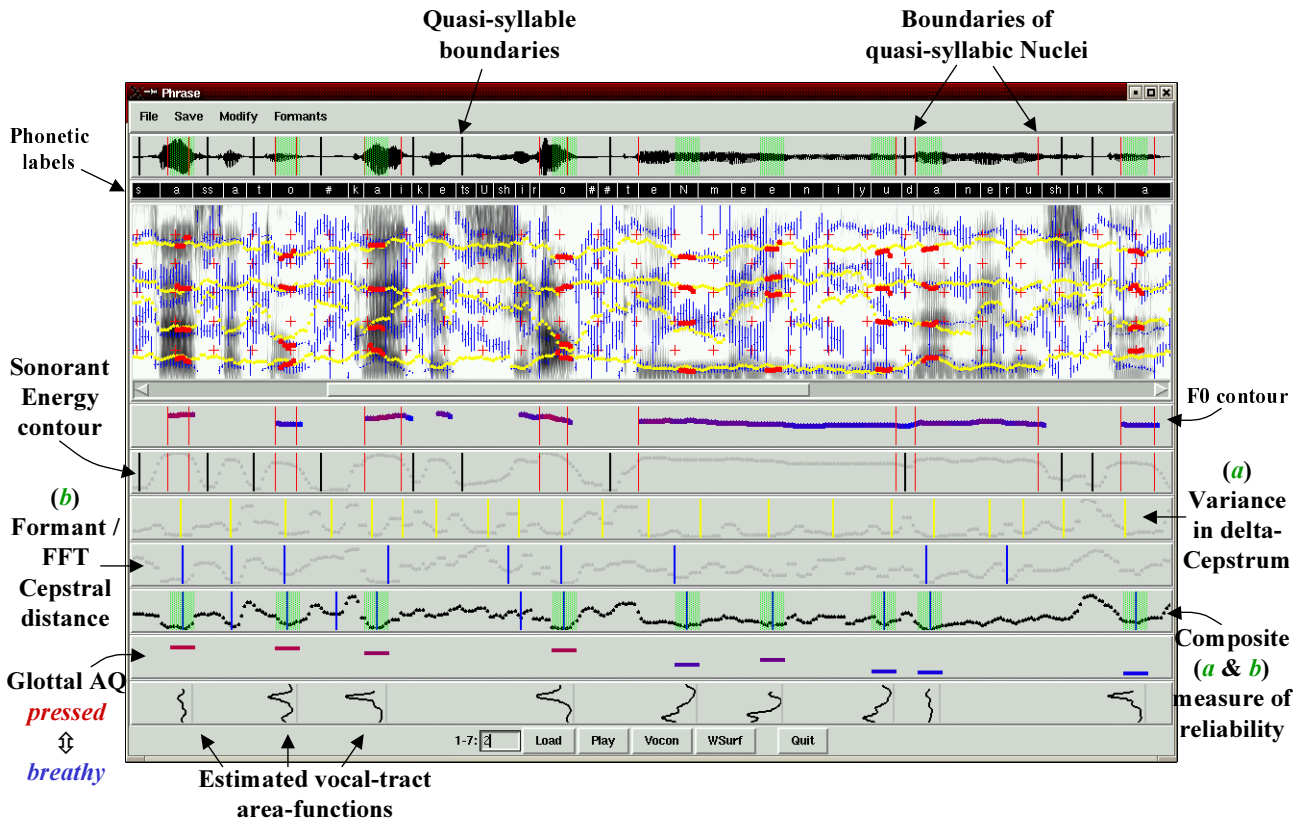 Quasi-syllable
boundaries
Boundaries of
quasi-syllabic Nuclei
Phrase
File Save Modify Formants
Phonetic
labels
s a ss a t o # k a i k e ts U sh i r o # # t e N m e e n i y u d a n e r u sh I k a
Sonorant
Energy
contour
F0 contour
(b)
Formant /
FFT
Cepstral
distance
(a)
Variance
in delta-
Cepstrum
Glottal AQ
pressed
⇕
breathy
Composite
(a & b)
measure of
reliability
1-7: 2 Load Play Vocon WSurf Quit
Estimated vocal-tract
area-functions